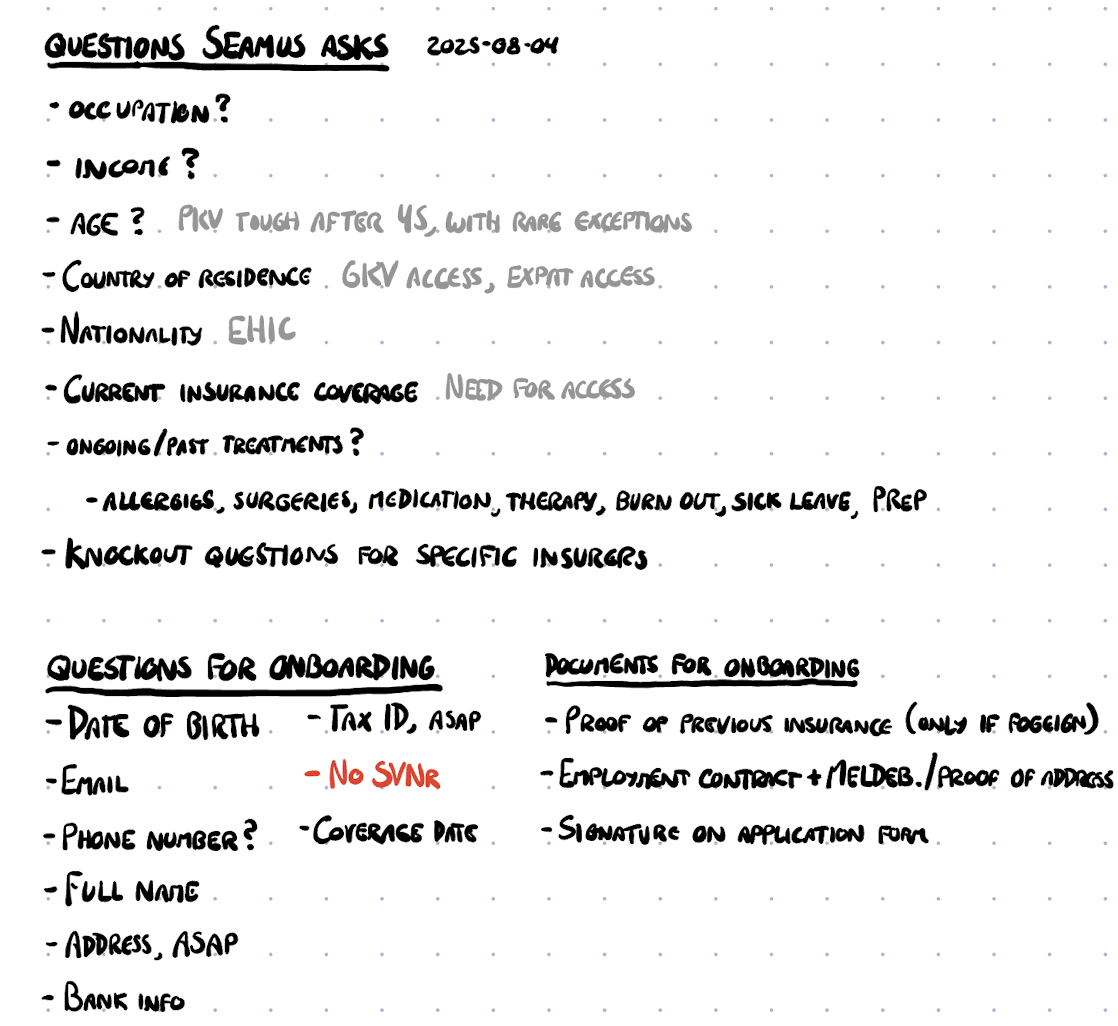 QUESTIONS SEAMUS ASKS 2025-08-04
- OCCUPATION?
- INCOME?
- AGE? PKV TOUGH AFTER 45, WITH RARE EXCEPTIONS
- COUNTRY OF RESIDENCE GKV ACCESS, EXPAT ACCESS
- NATIONALITY EHIC
- CURRENT INSURANCE COVERAGE NEED FOR ACCESS
- ONGOING/PAST TREATMENTS?
- ALLERGIES, SURGERIES, MEDICATION, THERAPY, BURN OUT, SICK LEAVE, PREP
- KNOCKOUT QUESTIONS FOR SPECIFIC INSURERS
QUESTIONS FOR ONBOARDING
- DATE OF BIRTH
- EMAIL
- PHONE NUMBER?
- FULL NAME
- ADDRESS, ASAP
- BANK INFO
- TAX ID, ASAP
- NO SVNR
- COVERAGE DATE
DOCUMENTS FOR ONBOARDING
- PROOF OF PREVIOUS INSURANCE (ONLY IF FOREIGN)
- EMPLOYMENT CONTRACT + MELDEB./PROOF OF ADDRESS
- SIGNATURE ON APPLICATION FORM